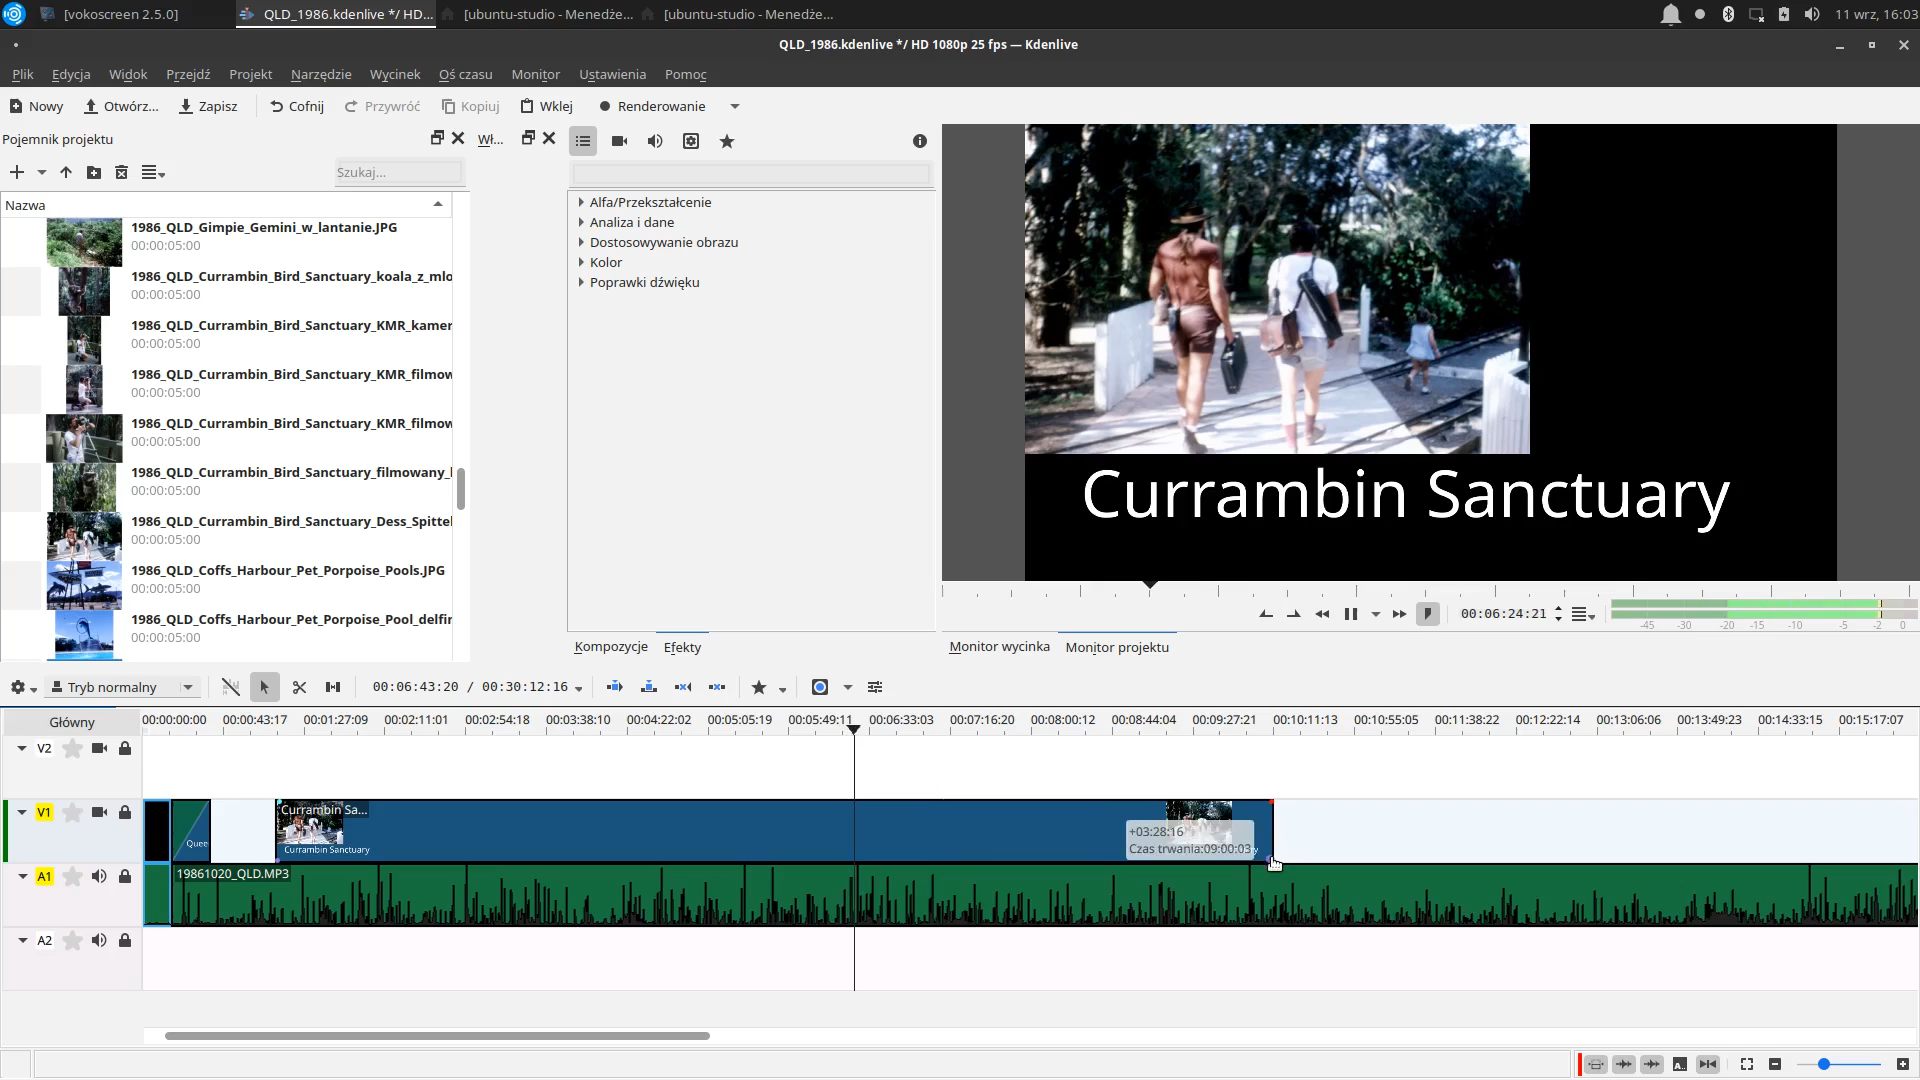 [vokoscreen 2.5.0]
QLD_1986.kdenlive */ HD...
[ubuntu-studio - Menedże...
[ubuntu-studio - Menedże...
11 wrz, 16:03
QLD_1986.kdenlive */ HD 1080p 25 fps — Kdenlive
Plik Edycja Widok Przejdź Projekt Narzędzie Wycinek Oś czasu Monitor Ustawienia Pomoc
Nowy Otwórz... Zapisz Cofnij Przywróć Kopiuj Wklej Renderowanie
Pojemnik projektu
Wł...
Szukaj...
Nazwa
1986_QLD_Gimpie_Gemini_w_lantanie.JPG
00:00:05:00
1986_QLD_Currambin_Bird_Sanctuary_koala_z_mlo
00:00:05:00
1986_QLD_Currambin_Bird_Sanctuary_KMR_kamer
00:00:05:00
1986_QLD_Currambin_Bird_Sanctuary_KMR_filmow
00:00:05:00
1986_QLD_Currambin_Bird_Sanctuary_KMR_filmow
00:00:05:00
1986_QLD_Currambin_Bird_Sanctuary_filmowany_
00:00:05:00
1986_QLD_Currambin_Bird_Sanctuary_Dess_Spittel
00:00:05:00
1986_QLD_Coffs_Harbour_Pet_Porpoise_Pools.JPG
00:00:05:00
1986_QLD_Coffs_Harbour_Pet_Porpoise_Pool_delfir
00:00:05:00
Alfa/Przekształcenie
Analiza i dane
Dostosowywanie obrazu
Kolor
Poprawki dźwięku
Kompozycje Efekty
Currambin Sanctuary
00:06:24:21
-45 -30 -20 -15 -10 -5 -2 0
Monitor wycinka Monitor projektu
Tryb normalny
00:06:43:20 / 00:30:12:16
Główny
00:00:00:00 00:00:43:17 00:01:27:09 00:02:11:01 00:02:54:18 00:03:38:10 00:04:22:02 00:05:05:19 00:05:49:11 00:06:33:03 00:07:16:20 00:08:00:12 00:08:44:04 00:09:27:21 00:10:11:13 00:10:55:05 00:11:38:22 00:12:22:14 00:13:06:06 00:13:49:23 00:14:33:15 00:15:17:07
V2
V1
Quee
Currambin Sa...
Currambin Sanctuary
+03:28:16
Czas trwania:09:00:03
A1
19861020_QLD.MP3
A2